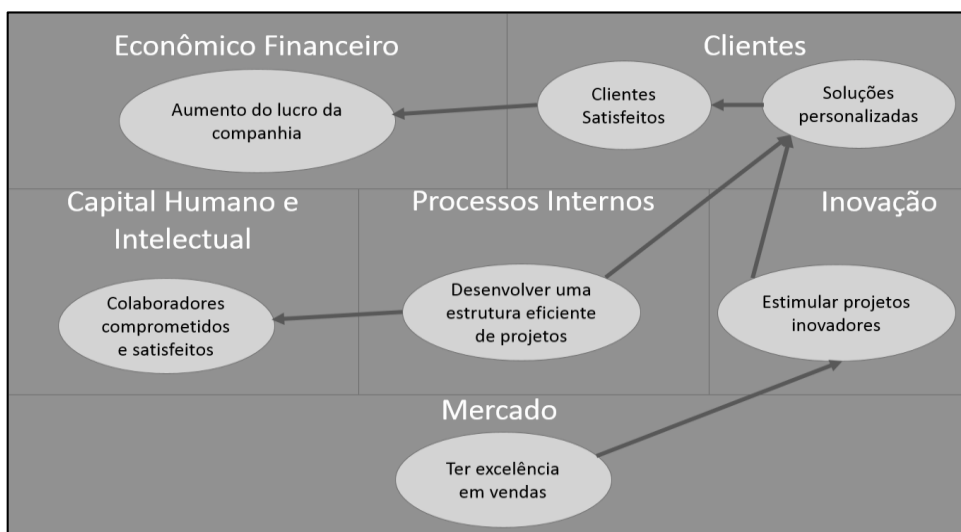 Econômico Financeiro
Aumento do lucro da
companhia
Clientes
Clientes
Satisfeitos
Soluções
personalizadas
Capital Humano e
Intelectual
Colaboradores
comprometidos
e satisfeitos
Processos Internos
Desenvolver uma
estrutura eficiente
de projetos
Inovação
Estimular projetos
inovadores
Mercado
Ter excelência
em vendas